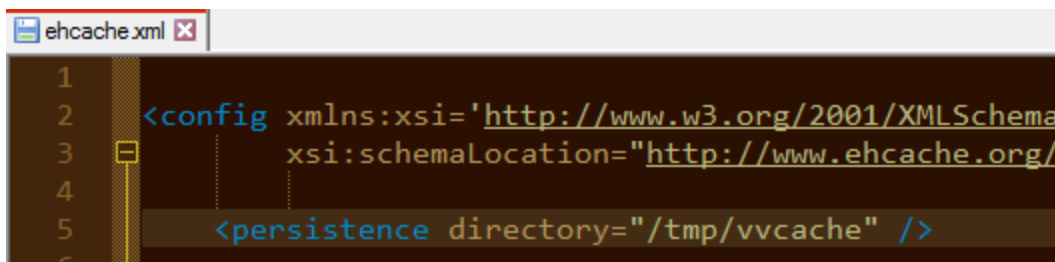 ehcache.xml
1
2 <config xmlns:xsi='http://www.w3.org/2001/XMLSchema
3 xsi:schemaLocation="http://www.ehcache.org/
4
5 <persistence directory="/tmp/vvcache" />